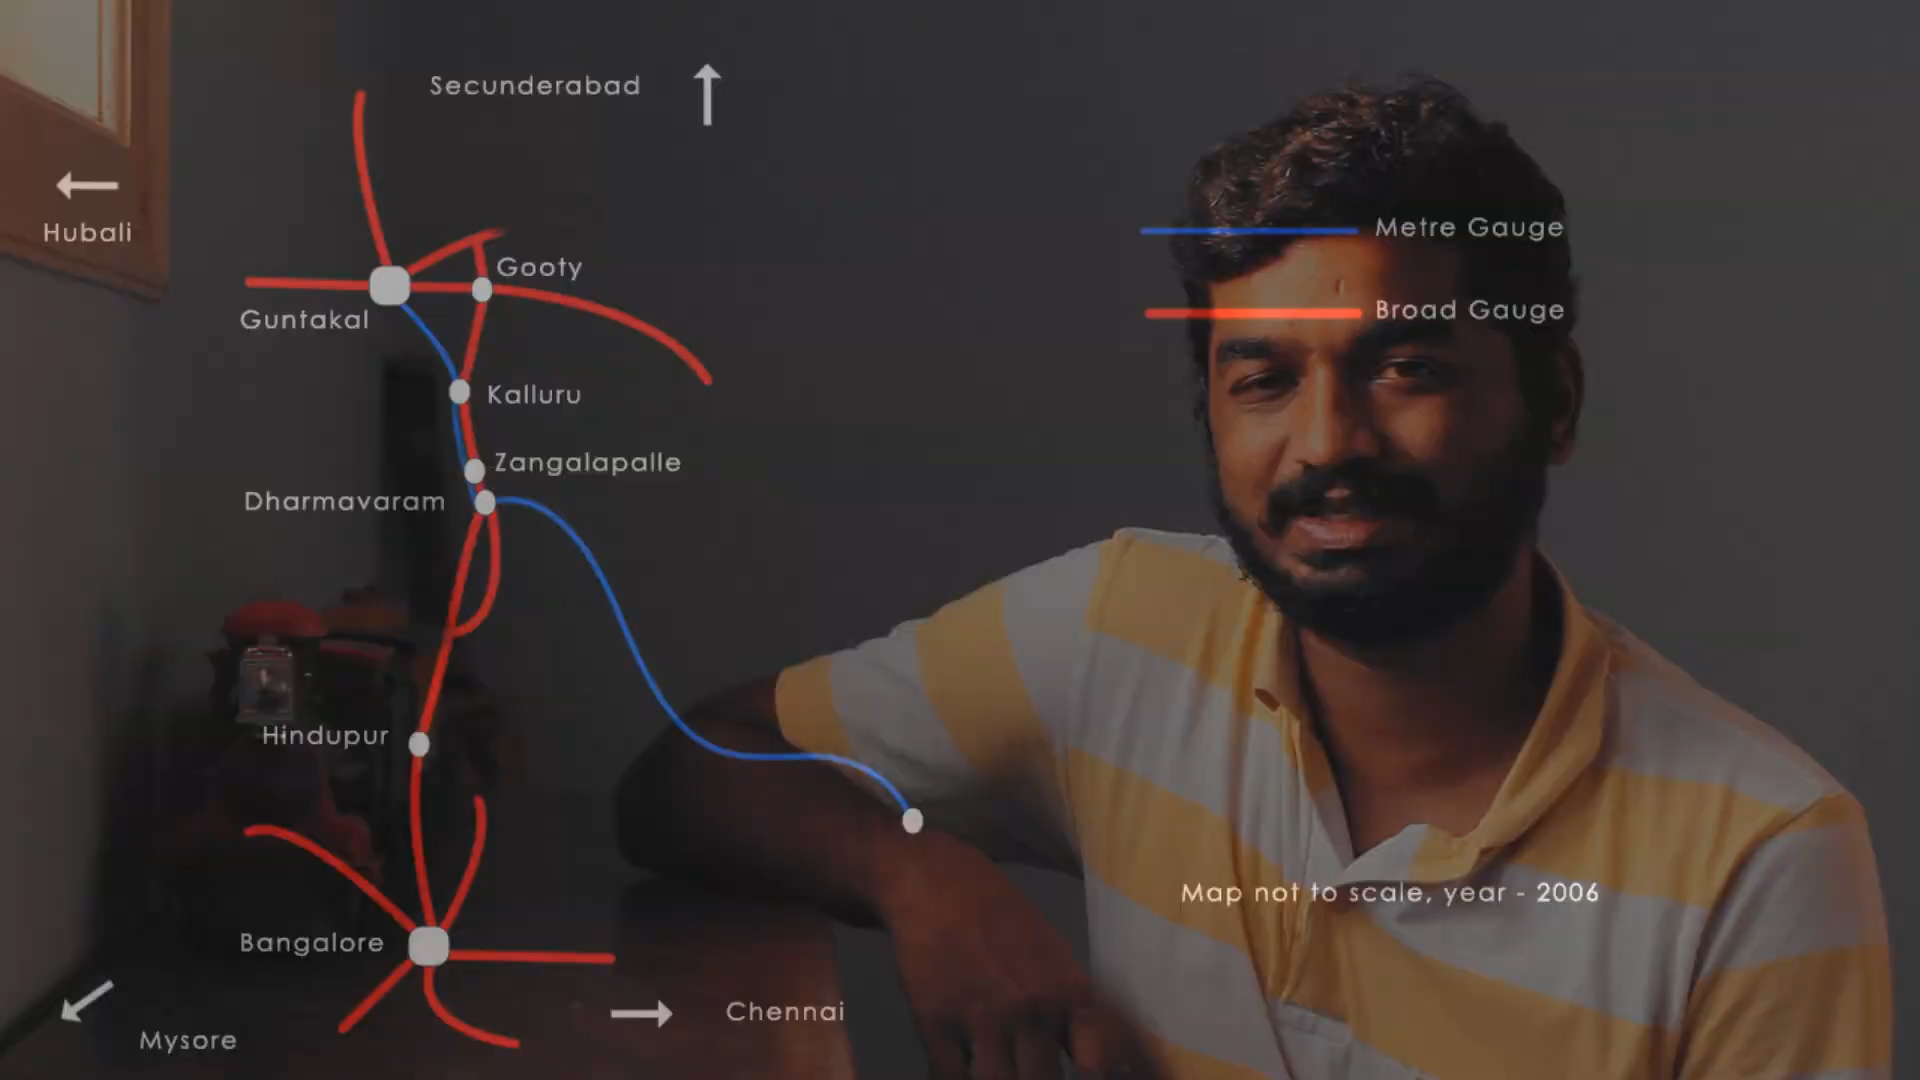 Secunderabad
Hubali
Metre Gauge
Gooty
Broad Gauge
Guntakal
Kalluru
Zangalapalle
Dharmavaram
Hindupur
Map not to scale, year - 2006
Bangalore
Chennai
Mysore